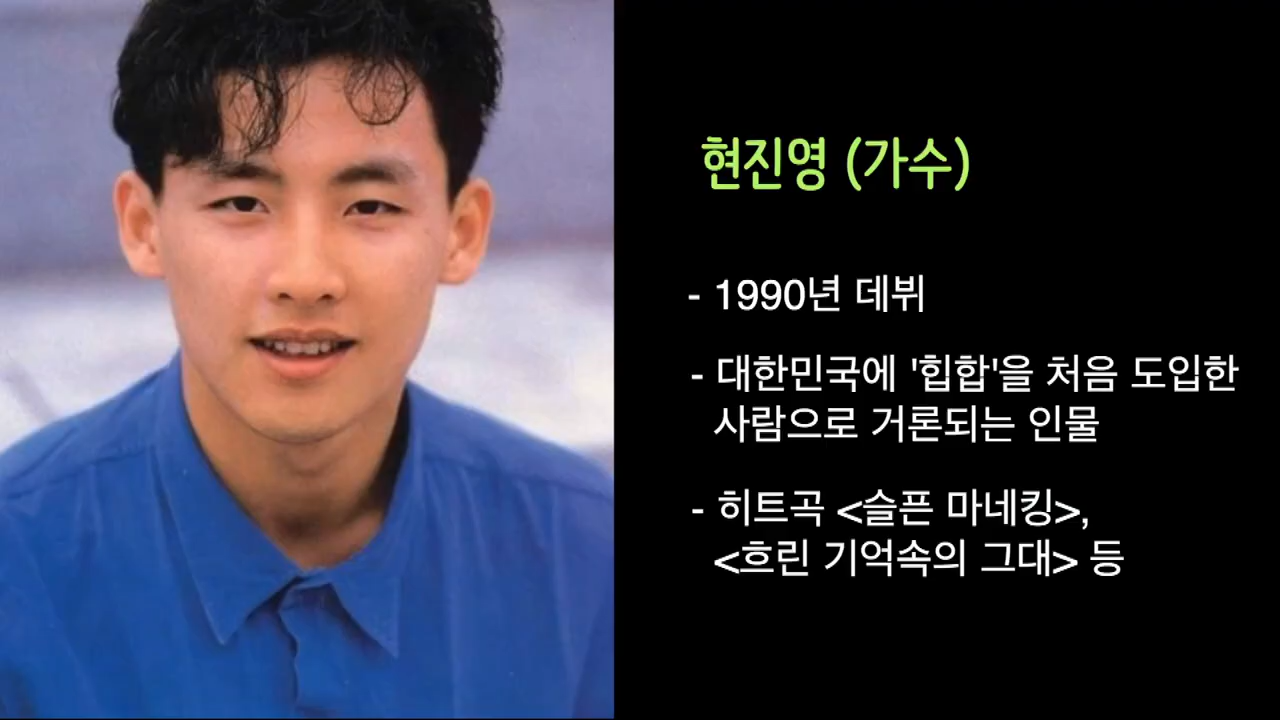 현진영 (가수)
- 1990년 데뷔
- 대한민국에 '힙합'을 처음 도입한
사람으로 거론되는 인물
- 히트곡 <슬픈 마네킹>,
<흐린 기억속의 그대> 등